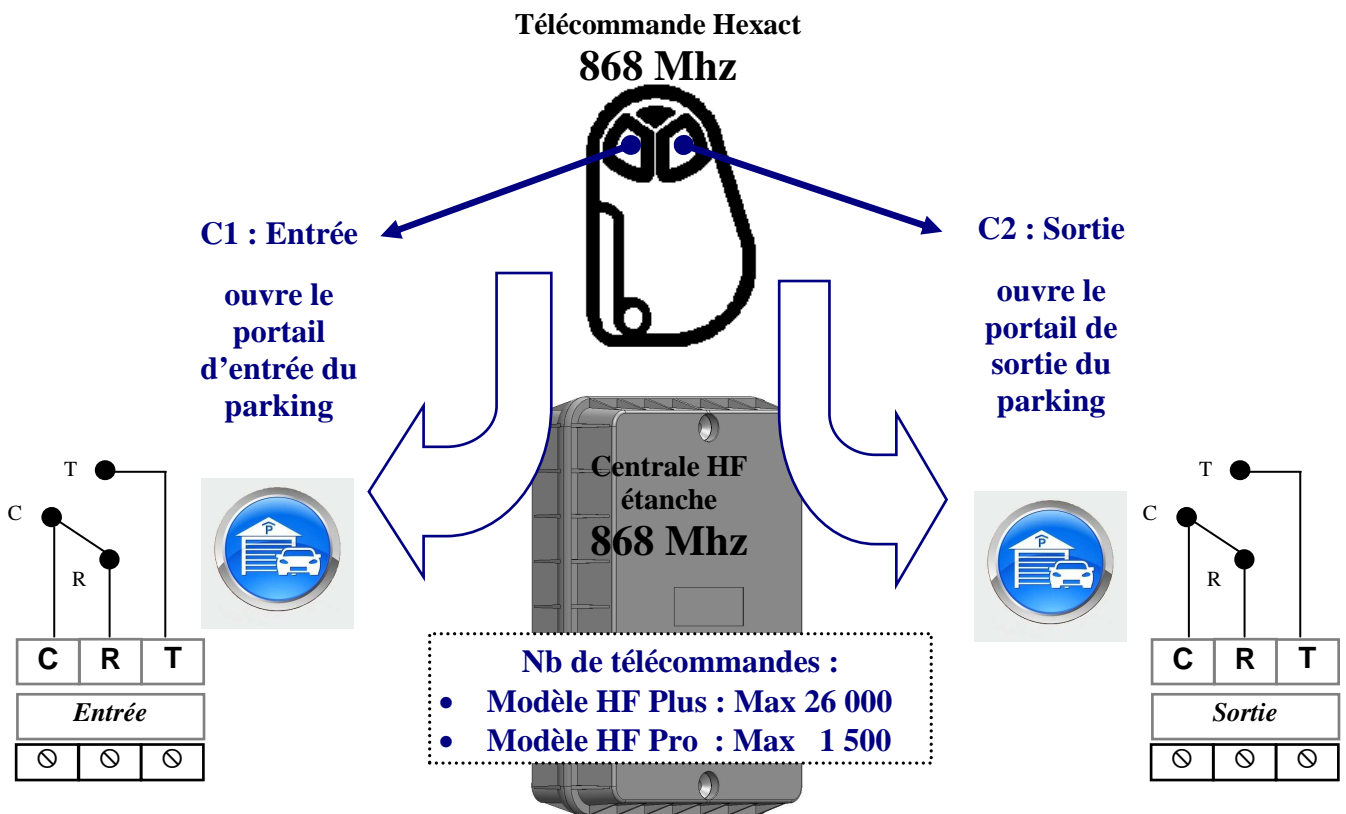 Télécommande Hexact
868 Mhz
C1 : Entrée
ouvre le
portail
d’entrée du
parking
C2 : Sortie
ouvre le
portail de
sortie du
parking
Centrale HF
étanche
868 Mhz
T
C
R
P
C R T
Entrée
T
C
R
P
C R T
Sortie
Nb de télécommandes :
• Modèle HF Plus : Max 26 000
• Modèle HF Pro : Max 1 500